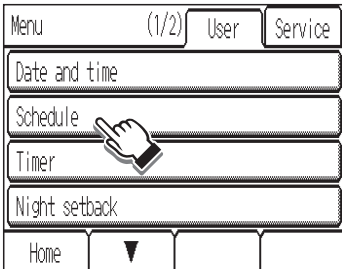 Menu (1/2) User Service
Date and time
Schedule
Timer
Night setback
Home ▼